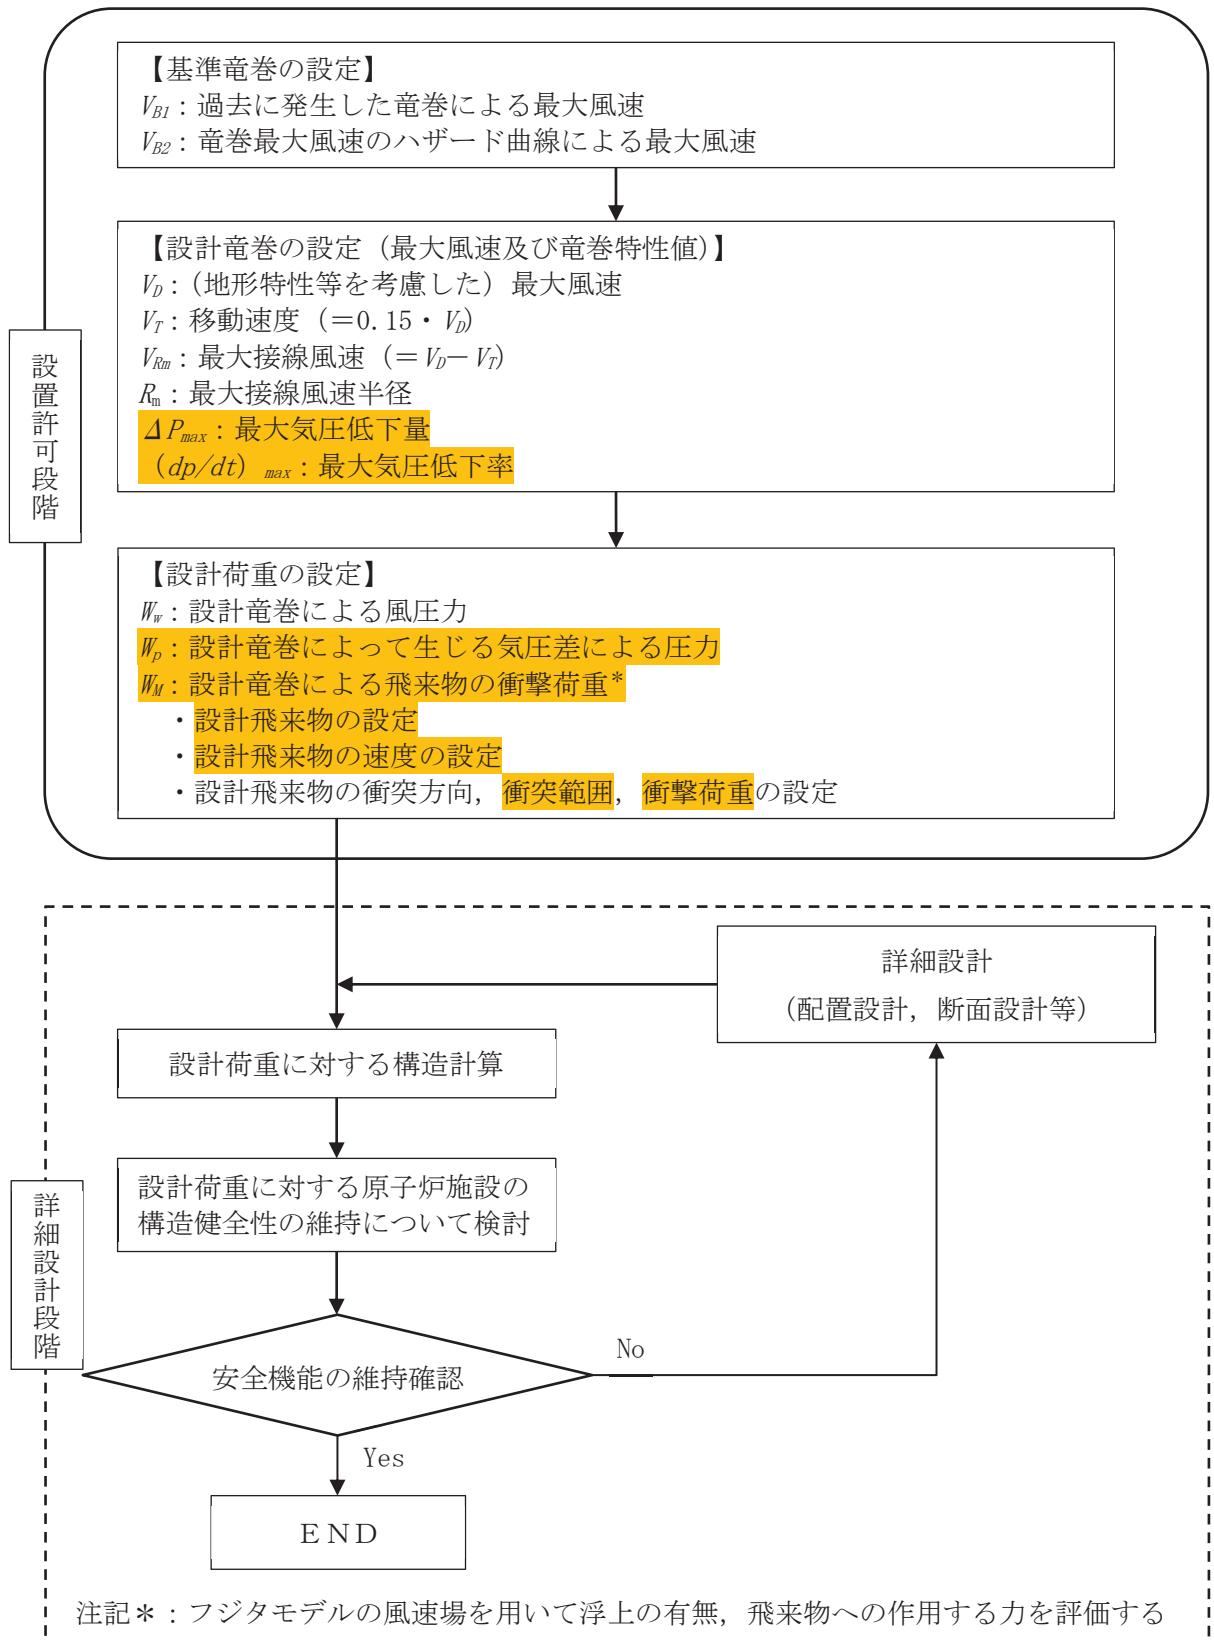 【基準竜巻の設定】
V_B1：過去に発生した竜巻による最大風速
V_B2：竜巻最大風速のハザード曲線による最大風速
【設計竜巻の設定（最大風速及び竜巻特性値）】
V_D：（地形特性等を考慮した）最大風速
V_T：移動速度（＝0.15・V_D）
V_Rm：最大接線風速（＝V_D－V_T）
R_m：最大接線風速半径
ΔP_max：最大気圧低下量
（dp/dt）_max：最大気圧低下率
設置許可段階
【設計荷重の設定】
W_w：設計竜巻による風圧力
W_p：設計竜巻によって生じる気圧差による圧力
W_M：設計竜巻による飛来物の衝撃荷重*
・設計飛来物の設定
・設計飛来物の速度の設定
・設計飛来物の衝突方向，衝突範囲，衝撃荷重の設定
詳細設計
（配置設計，断面設計等）
設計荷重に対する構造計算
設計荷重に対する原子炉施設の
構造健全性の維持について検討
詳細設計段階
安全機能の維持確認
No
Yes
ＥＮＤ
注記＊：フジタモデルの風速場を用いて浮上の有無，飛来物への作用する力を評価する